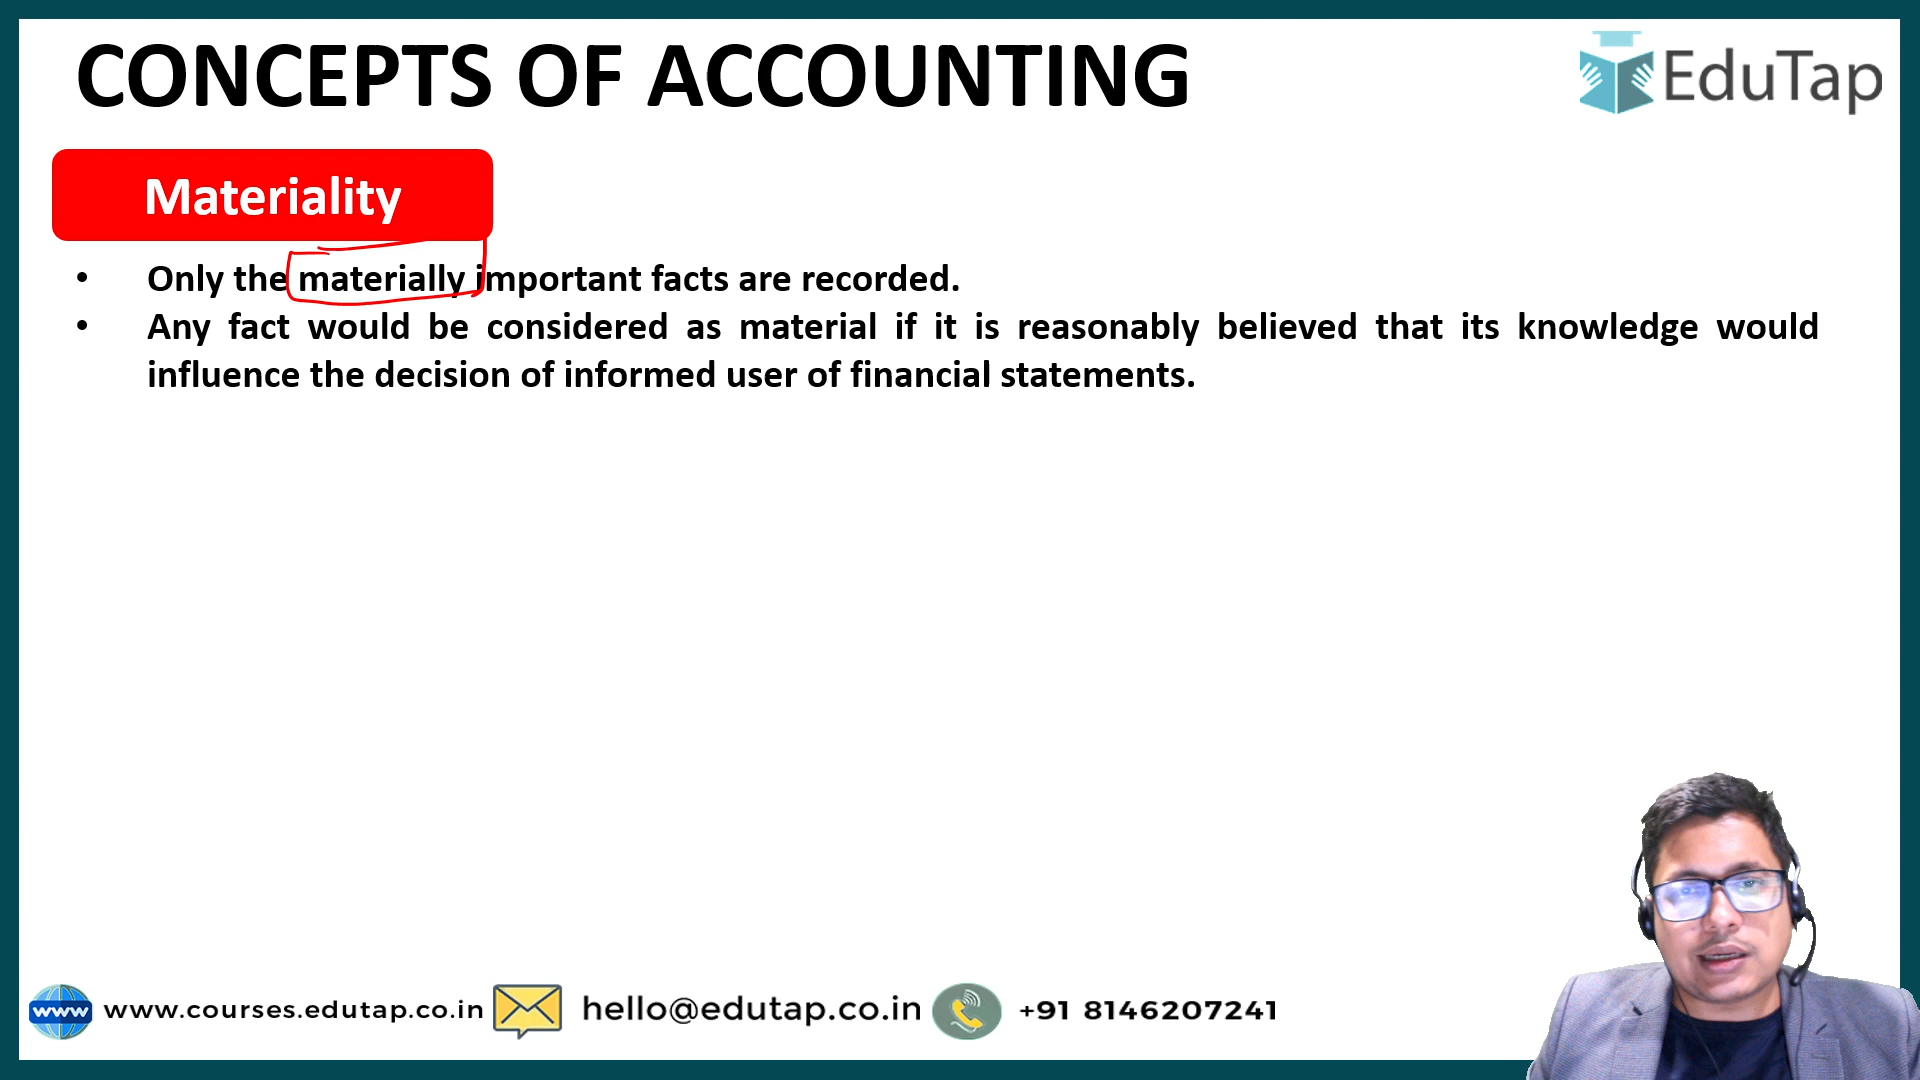 CONCEPTS OF ACCOUNTING
EduTap
Materiality
• Only the materially important facts are recorded.
• Any fact would be considered as material if it is reasonably believed that its knowledge would
influence the decision of informed user of financial statements.
www www.courses.edutap.co.in hello@edutap.co.in +91 8146207241